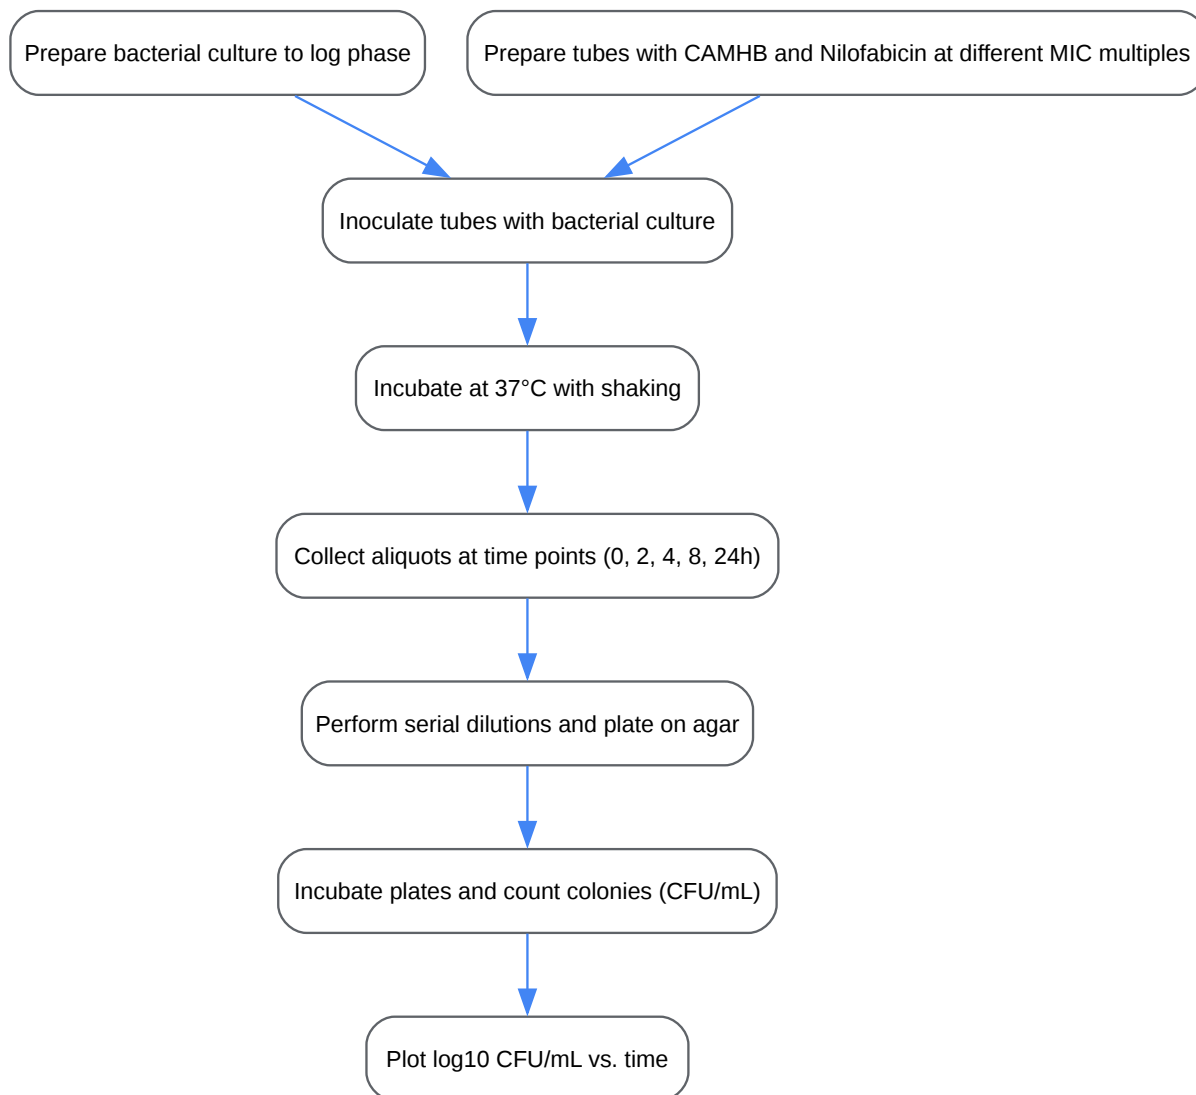 Prepare bacterial culture to log phase
Prepare tubes with CAMHB and Nilofabicin at different MIC multiples
Inoculate tubes with bacterial culture
Incubate at 37°C with shaking
Collect aliquots at time points (0, 2, 4, 8, 24h)
Perform serial dilutions and plate on agar
Incubate plates and count colonies (CFU/mL)
Plot log10 CFU/mL vs. time